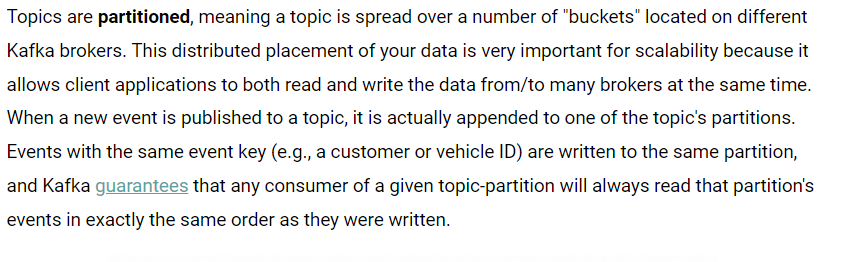 Topics are partitioned, meaning a topic is spread over a number of "buckets" located on different
Kafka brokers. This distributed placement of your data is very important for scalability because it
allows client applications to both read and write the data from/to many brokers at the same time.
When a new event is published to a topic, it is actually appended to one of the topic's partitions.
Events with the same event key (e.g., a customer or vehicle ID) are written to the same partition,
and Kafka guarantees that any consumer of a given topic-partition will always read that partition's
events in exactly the same order as they were written.